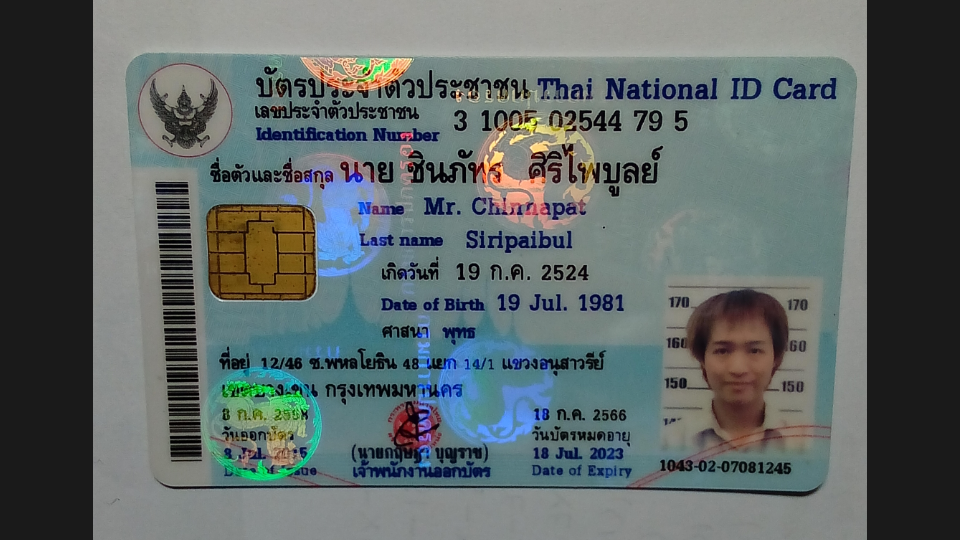 บัตรประจำตัวประชาชน Thai National ID Card
เลขประจำตัวประชาชน
Identification Number 3 1005 02544 79 5
ชื่อตัวและชื่อสกุล นาย ชินภัทร ศิริไพบูลย์
Name Mr. Chinnapat
Last name Siripaibul
เกิดวันที่ 19 ก.ค. 2524
Date of Birth 19 Jul. 1981
ศาสนา พุทธ
ที่อยู่ 12/46 ซ.พหลโยธิน 48 แยก 14/1 แขวงอนุสาวรีย์
เขตบางเขน กรุงเทพมหานคร
8 ก.ค.
วันออกบัตร
8 Jul. 2015
Date of Issue
(นายกฤษฎา บุญราช)
เจ้าพนักงานออกบัตร
18 ก.ค. 2566
วันบัตรหมดอายุ
18 Jul. 2023
Date of Expiry
170 170
160 160
150 150
1043-02-07081245